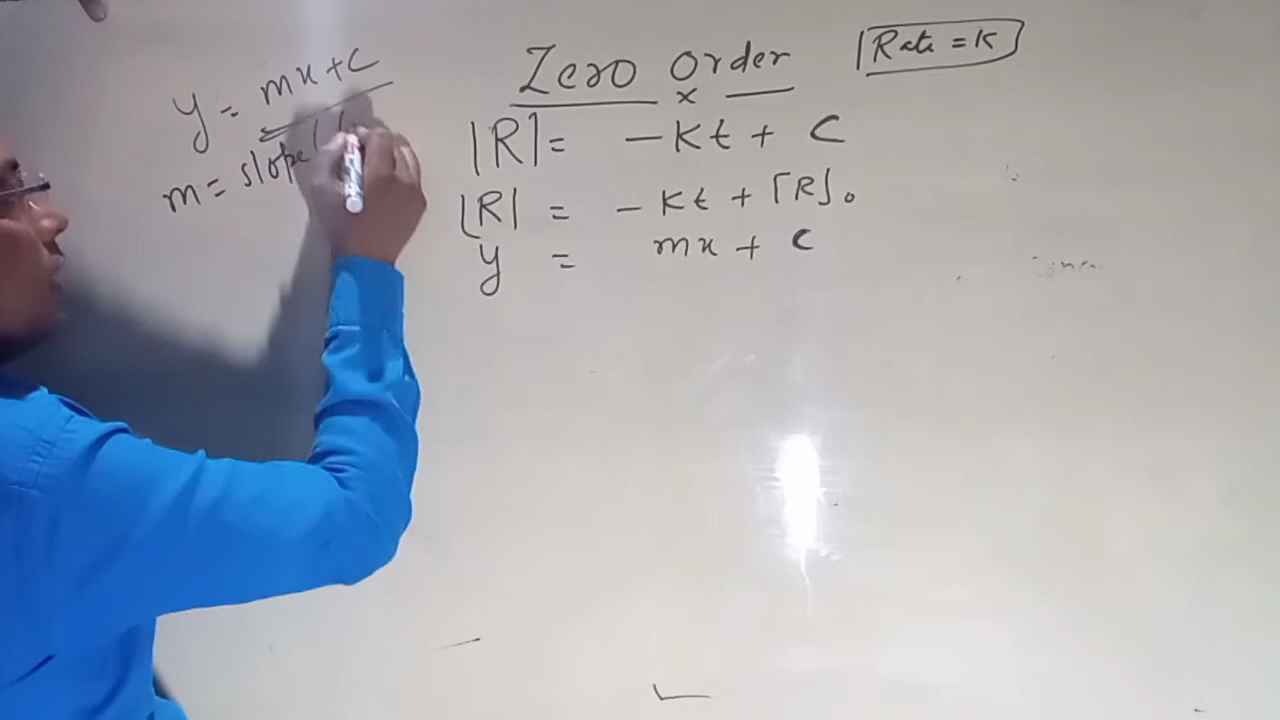 y = mx + c
m = slope
Zero Order
Rate = K
[R] = - Kt + C
[R] = - Kt + [R]₀
y = mx + c